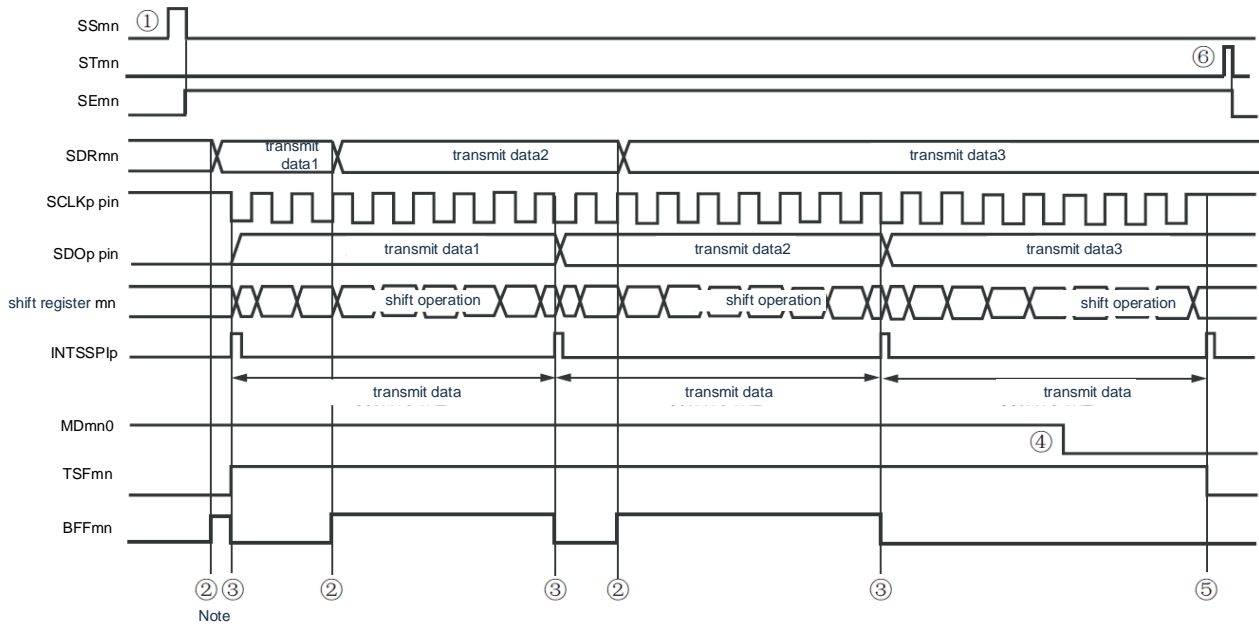 SSmn ①
STmn ⑥
SEmn
SDRmn transmit data1 transmit data2 transmit data3
SCLKp pin
SDOp pin transmit data1 transmit data2 transmit data3
shift register mn shift operation shift operation shift operation
INTSSPIp
transmit data transmit data transmit data
MDmn0 ④
TSFmn
BFFmn
② ③ ② ③ ② ③ ⑤
Note